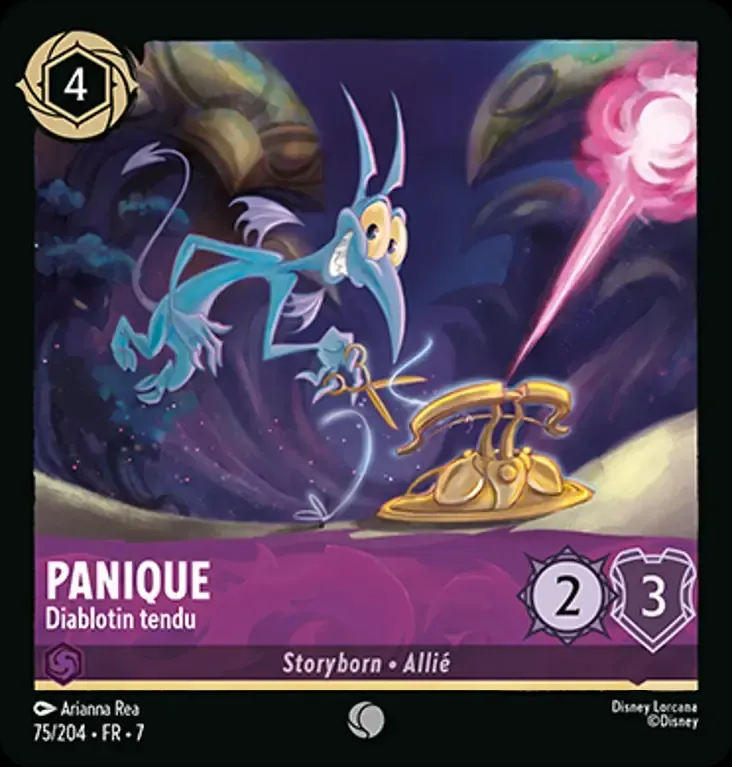 4
PANIQUE
Diablotin tendu
2
3
Storyborn • Allié
Arianna Rea
Disney Lorcana
75/204 • FR • 7
©Disney